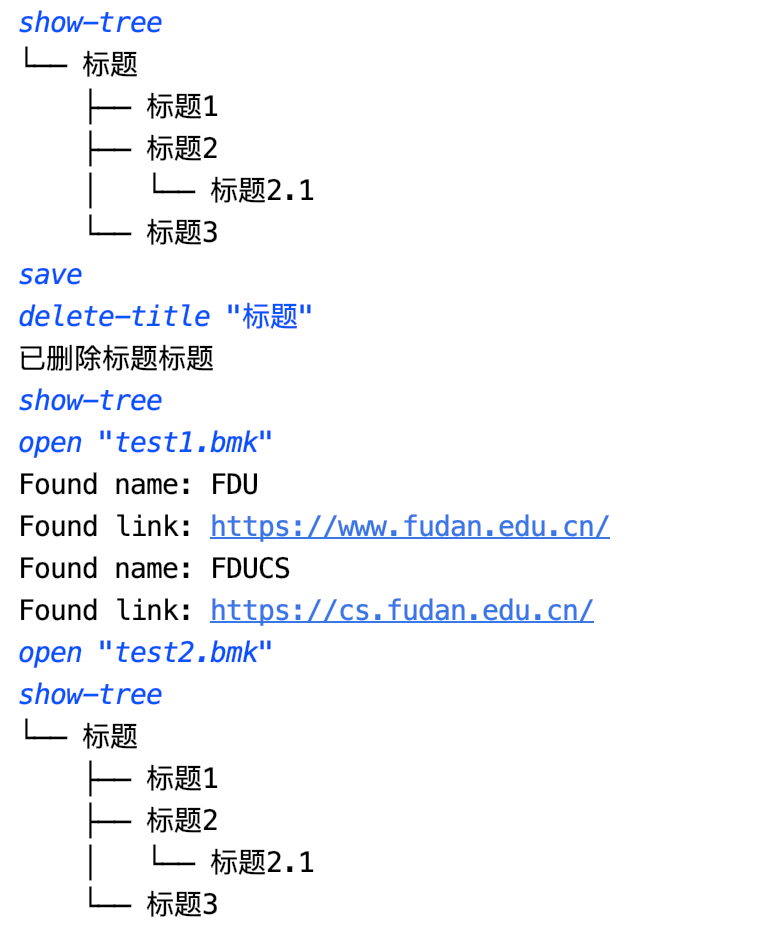 show-tree
└── 标题
    ├── 标题1
    ├── 标题2
    │   └── 标题2.1
    └── 标题3
save
delete-title "标题"
已删除标题标题
show-tree
open "test1.bmk"
Found name: FDU
Found link: https://www.fudan.edu.cn/
Found name: FDUCS
Found link: https://cs.fudan.edu.cn/
open "test2.bmk"
show-tree
└── 标题
    ├── 标题1
    ├── 标题2
    │   └── 标题2.1
    └── 标题3